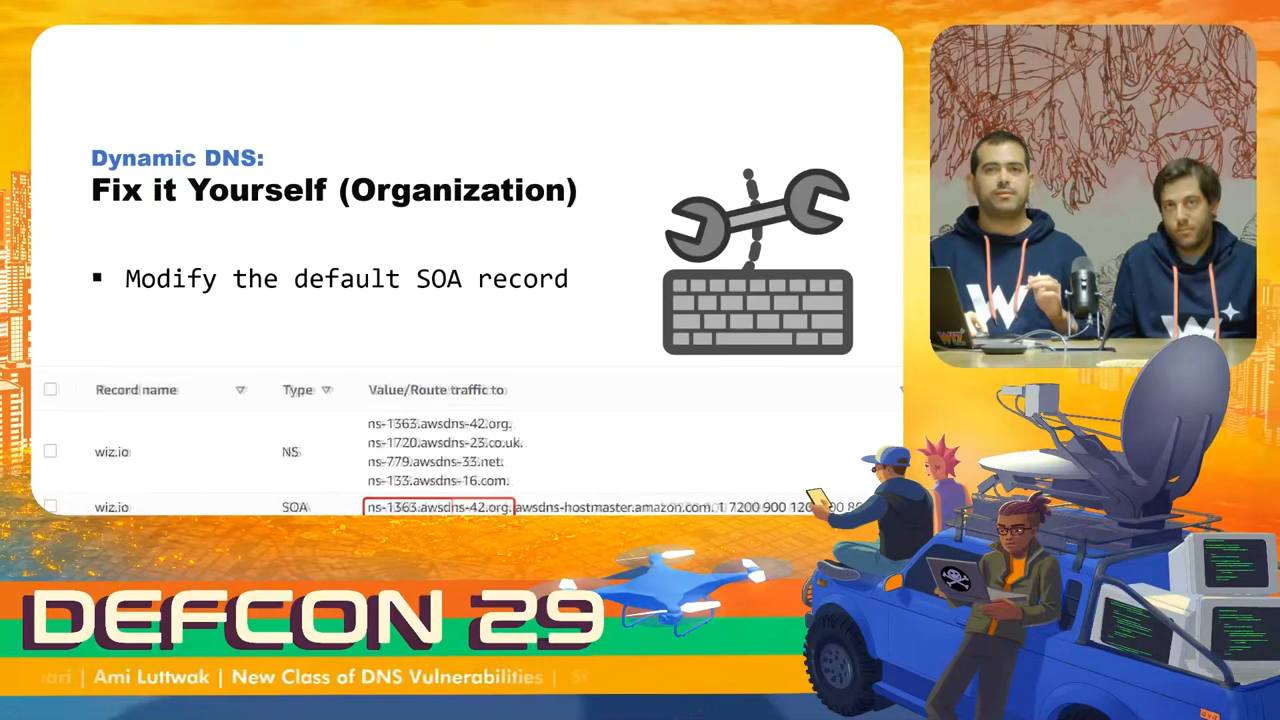 Dynamic DNS:
Fix it Yourself (Organization)
▪ Modify the default SOA record
Record name Type Value/Route traffic to
ns-1363.awsdns-42.org.
ns-1720.awsdns-23.co.uk.
wiz.io NS
ns-779.awsdns-33.net.
ns-133.awsdns-16.com.
wiz.io SOA ns-1363.awsdns-42.org. awsdns-hostmaster.amazon.com. 1 7200 900
WIZ
DEFCON 29
ari | Ami Luttwak | New Class of DNS Vulnerabilities |